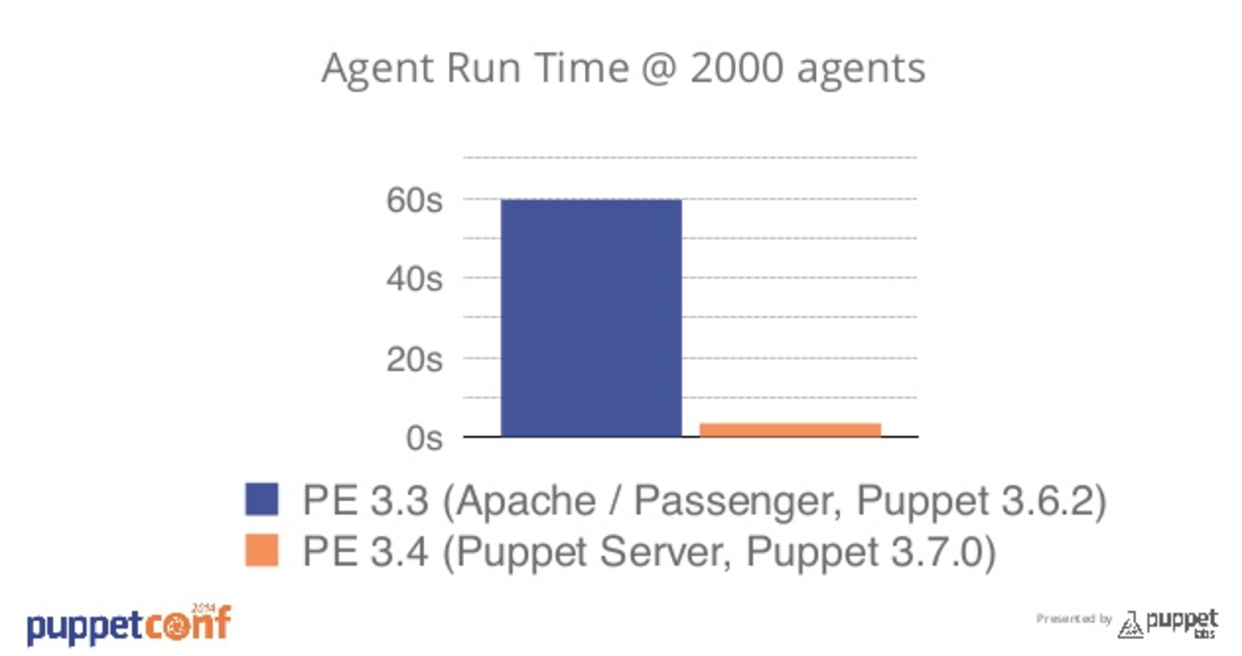 Agent Run Time @ 2000 agents
60s
40s
20s
0s
PE 3.3 (Apache / Passenger, Puppet 3.6.2)
PE 3.4 (Puppet Server, Puppet 3.7.0)
2014
puppetconf
Presented by
puppet
labs